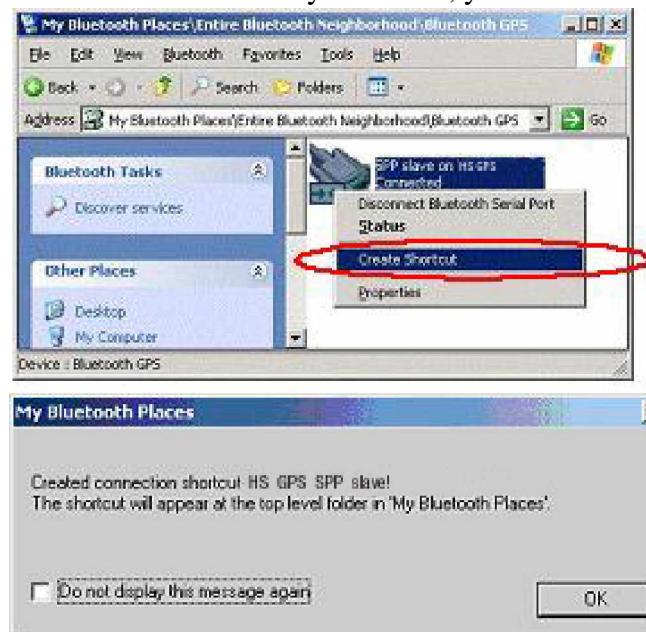 My Bluetooth Places\Entire Bluetooth Neighborhood\Bluetooth GPS
File Edit View Bluetooth Favorites Tools Help
Back Search Folders
Address My Bluetooth Places\Entire Bluetooth Neighborhood\Bluetooth GPS Go
Bluetooth Tasks
Discover services
Other Places
Desktop
My Computer
SPP slave on HS GPS
Connected
Disconnect Bluetooth Serial Port
Status
Create Shortcut
Properties
Device : Bluetooth GPS
My Bluetooth Places
Created connection shortcut HS GPS SPP slave!
The shortcut will appear at the top level folder in 'My Bluetooth Places'.
Do not display this message again
OK